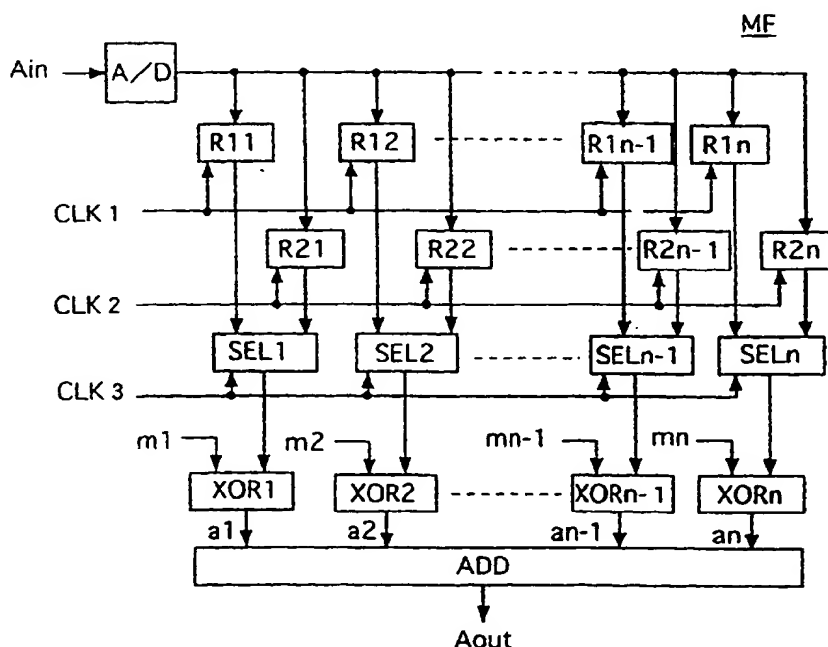 MF
Ain A/D
R11 R12 R1n-1 R1n
CLK 1
R21 R22 R2n-1 R2n
CLK 2
SEL1 SEL2 SELn-1 SELn
CLK 3
m1 m2 mn-1 mn
XOR1 XOR2 XORn-1 XORn
a1 a2 an-1 an
ADD
Aout